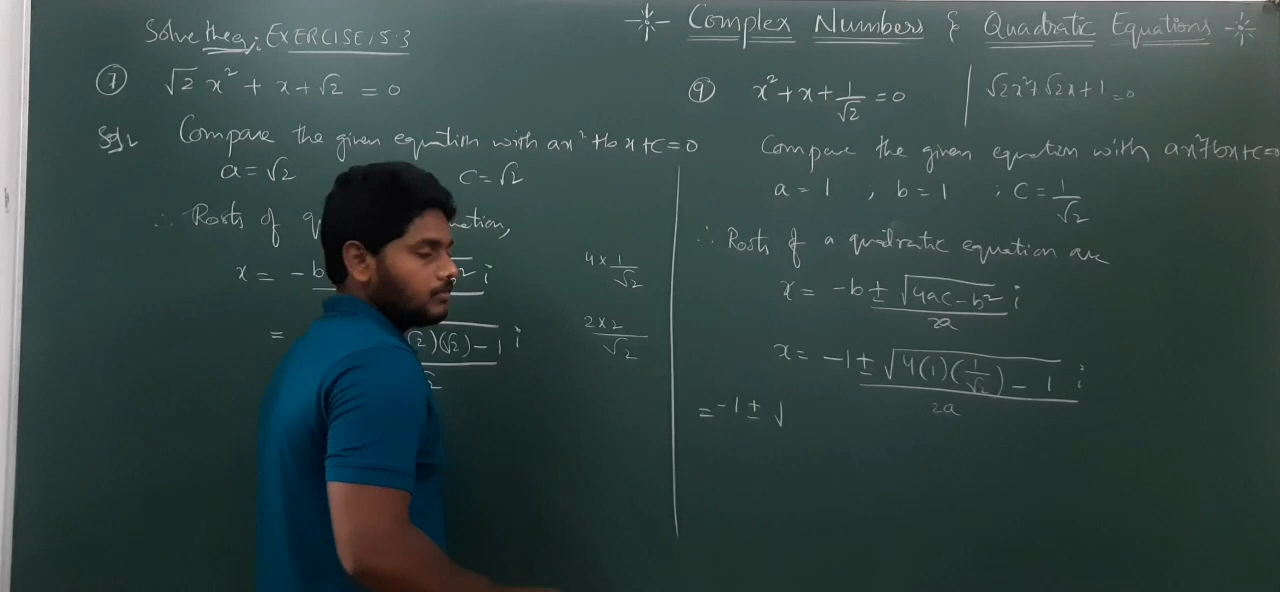 Solve the eq: EXERCISE: 5.3
⑦ √2 x² + x + √2 = 0
Compare the given equation with ax² + bx + c = 0
a = √2 c = √2
∴ Roots of
x = -b i
= √2)(√2) - 1 i
4 × 1/√2
2 × 2/√2
Complex Numbers & Quadratic Equations
⑨ x² + x + 1/√2 = 0 | √2x² + √2x + 1 = 0
Compare the given equation with ax² + bx + c = 0
a = 1 , b = 1 ; c = 1/√2
∴ Roots of a quadratic equation are
x = -b ± √4ac - b² i / 2a
x = -1 ± √4(1)(1/√2) - 1 i / 2a
= -1 ± √